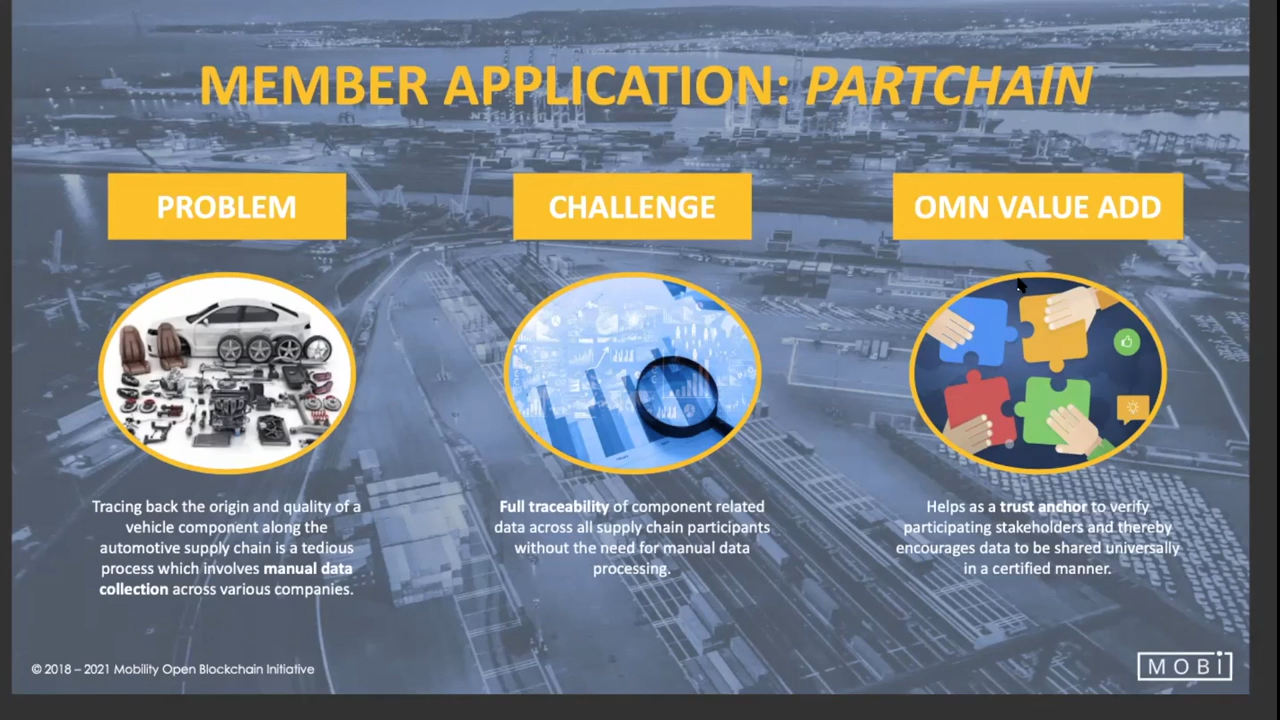 MEMBER APPLICATION: PARTCHAIN
PROBLEM
CHALLENGE
OMN VALUE ADD
Tracing back the origin and quality of a
vehicle component along the
automotive supply chain is a tedious
process which involves manual data
collection across various companies.
Full traceability of component related
data across all supply chain participants
without the need for manual data
processing.
Helps as a trust anchor to verify
participating stakeholders and thereby
encourages data to be shared universally
in a certified manner.
© 2018 – 2021 Mobility Open Blockchain Initiative
MOBi